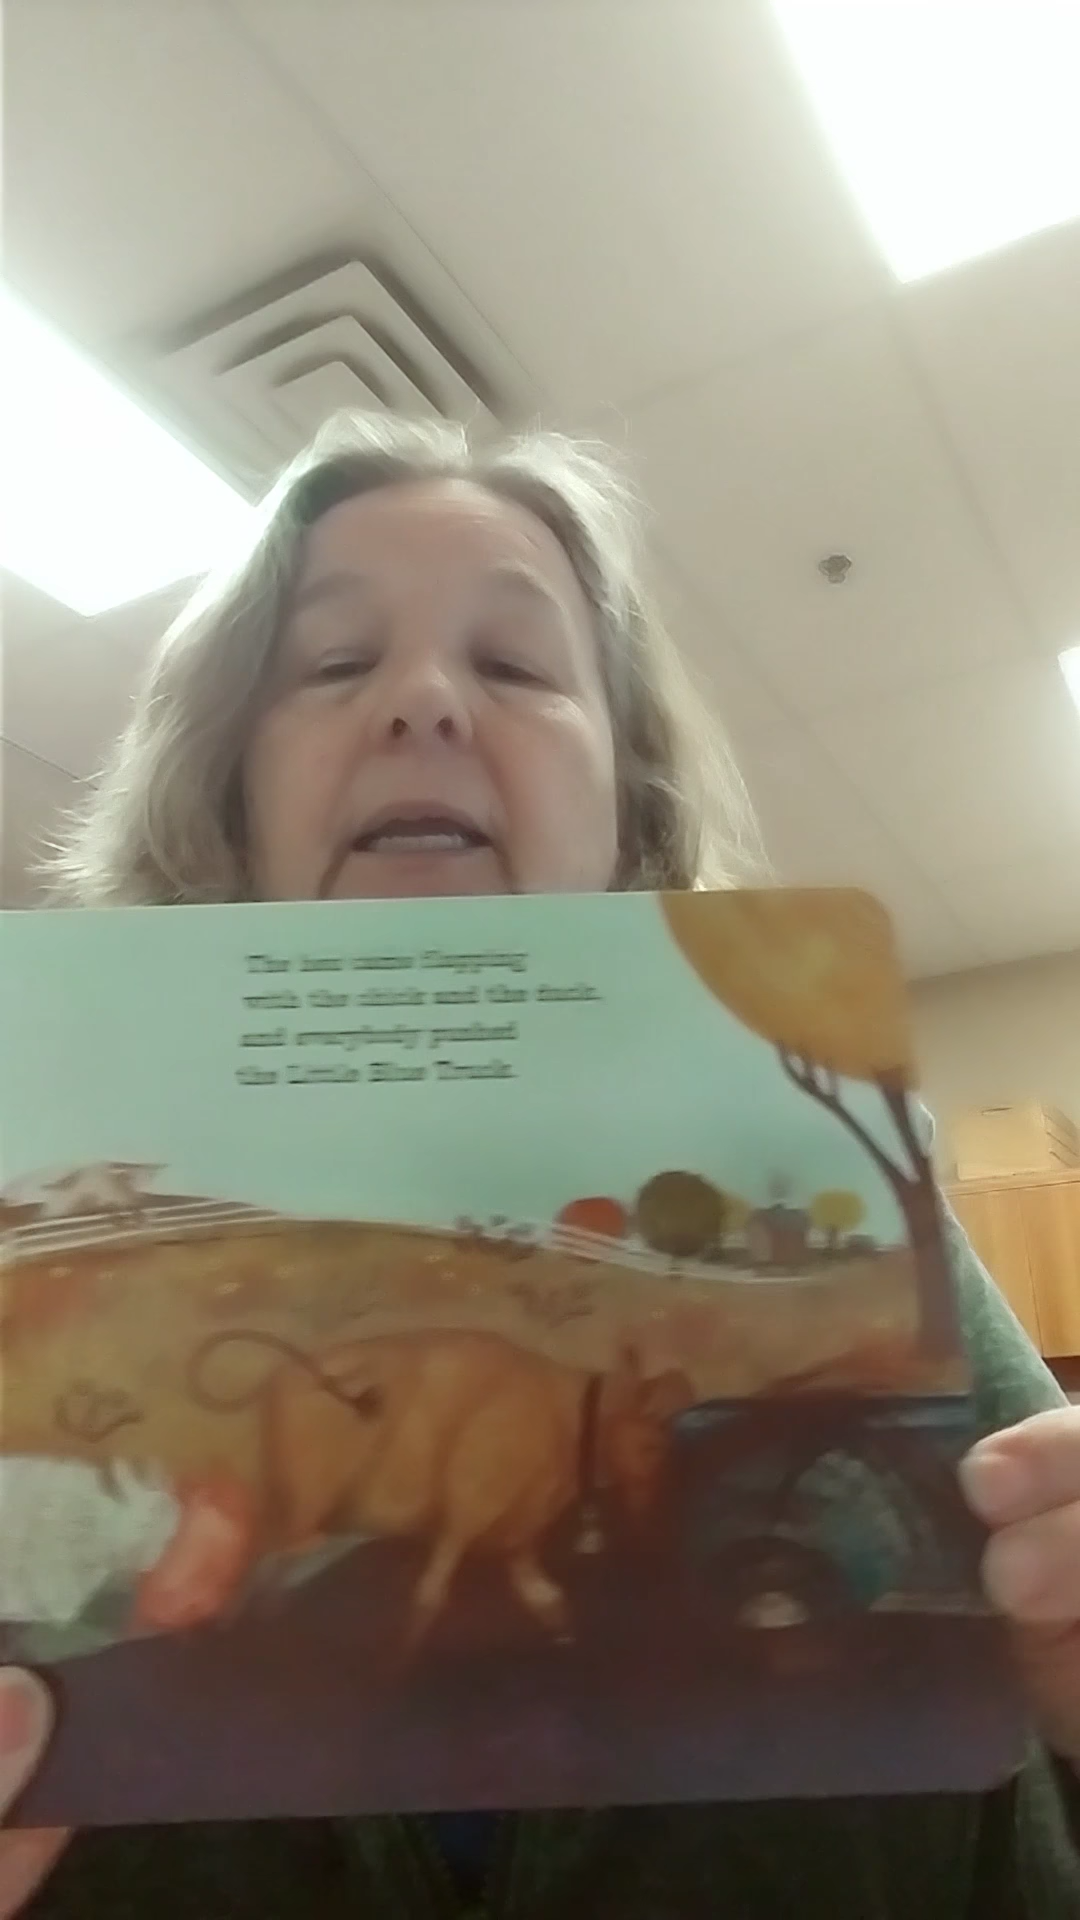 The hen came flapping
with the chick and the duck,
and everybody pushed
the Little Blue Truck.